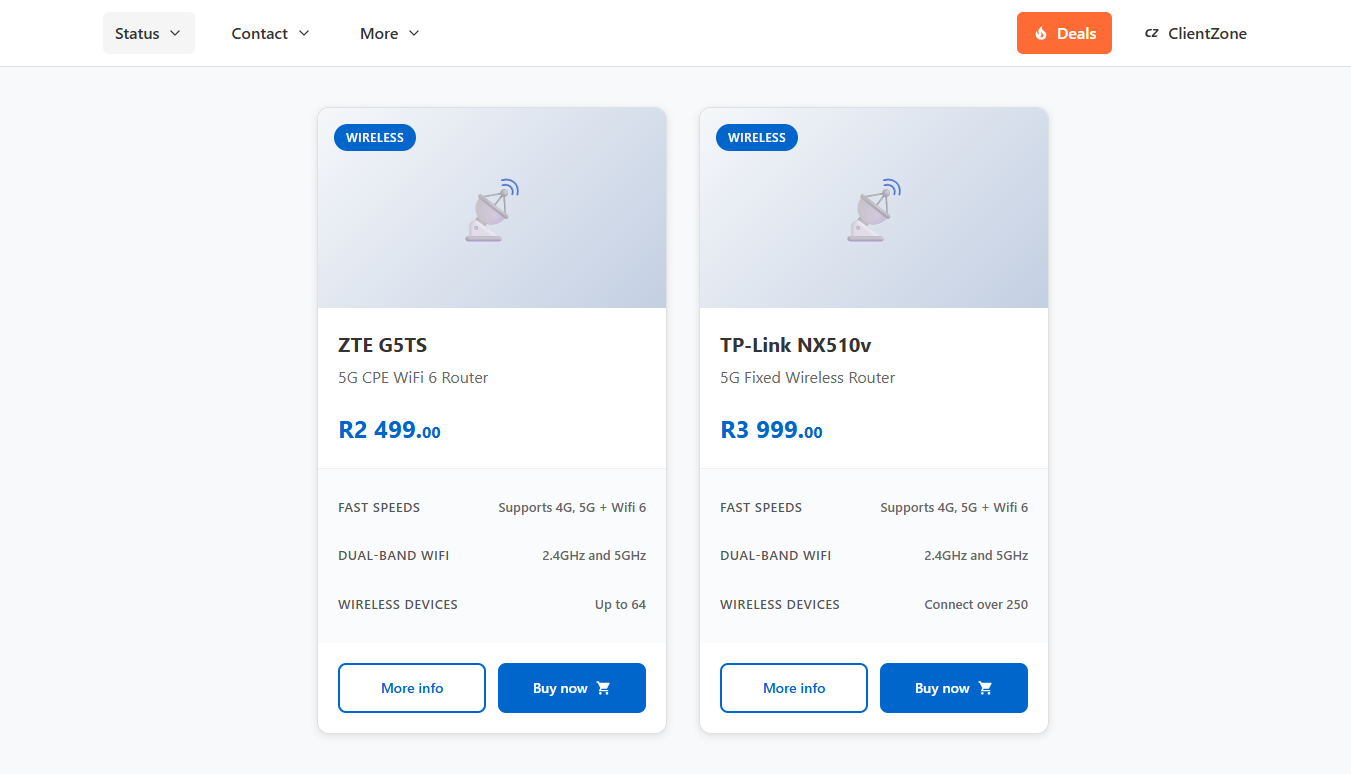 Status Contact More Deals CZ ClientZone
WIRELESS
ZTE G5TS
5G CPE WiFi 6 Router
R2 499.00
FAST SPEEDS Supports 4G, 5G + Wifi 6
DUAL-BAND WIFI 2.4GHz and 5GHz
WIRELESS DEVICES Up to 64
More info Buy now
WIRELESS
TP-Link NX510v
5G Fixed Wireless Router
R3 999.00
FAST SPEEDS Supports 4G, 5G + Wifi 6
DUAL-BAND WIFI 2.4GHz and 5GHz
WIRELESS DEVICES Connect over 250
More info Buy now